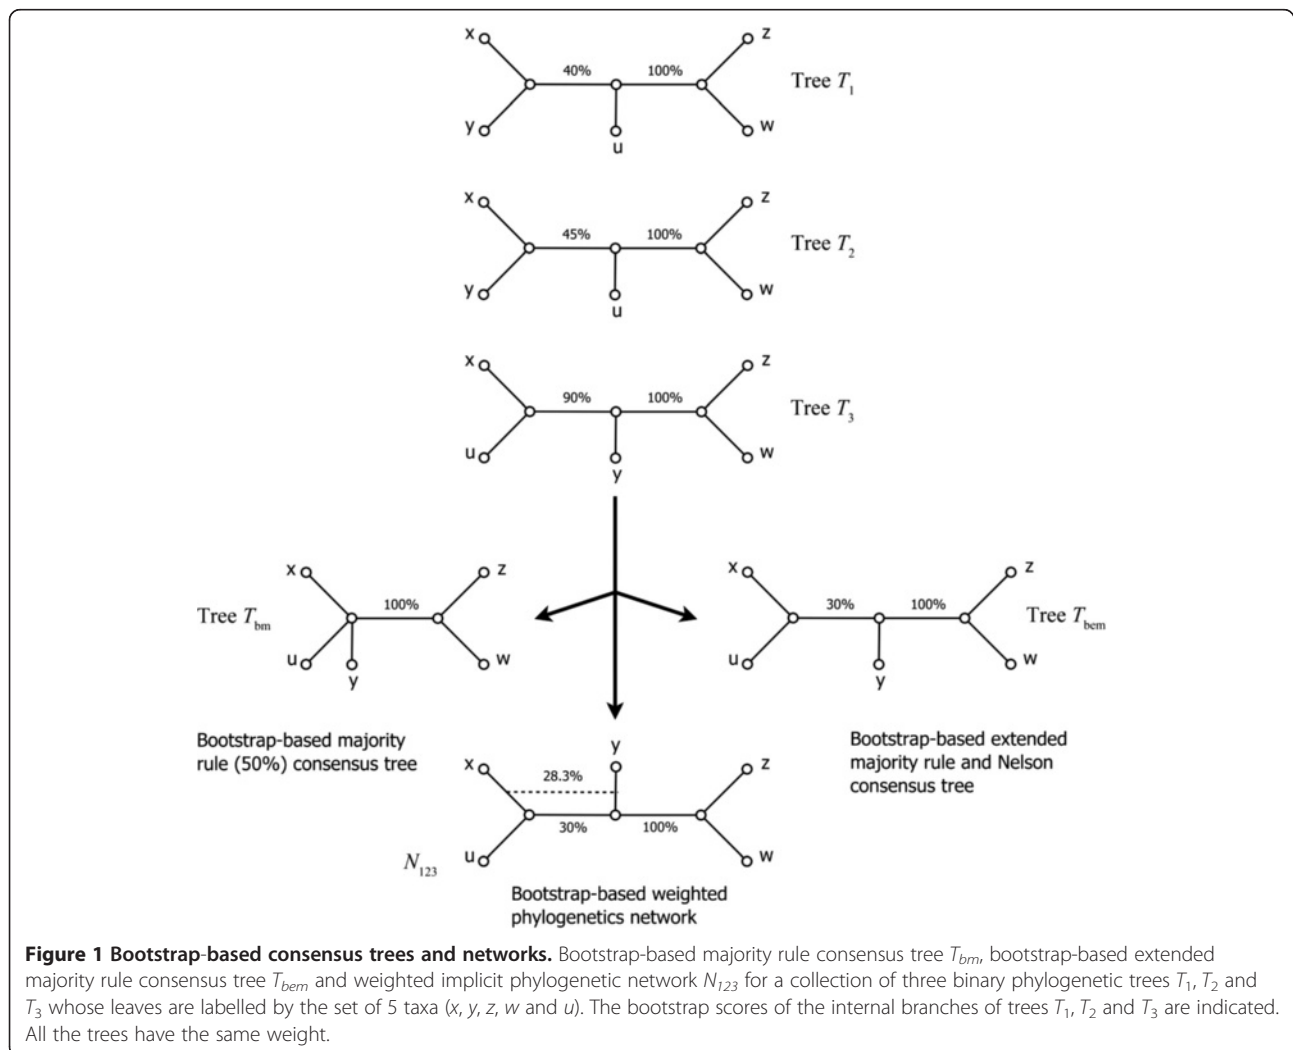 x
z
40%
100%
Tree T1
y
u
w
x
z
45%
100%
Tree T2
y
u
w
x
z
90%
100%
Tree T3
u
y
w
x
z
100%
Tree Tbm
u
y
w
x
z
30%
100%
Tree Tbem
u
y
w
Bootstrap-based majority
rule (50%) consensus tree
Bootstrap-based extended
majority rule and Nelson
consensus tree
y
x
z
28.3%
30%
100%
N123
u
w
Bootstrap-based weighted
phylogenetics network
Figure 1 Bootstrap-based consensus trees and networks. Bootstrap-based majority rule consensus tree Tbm, bootstrap-based extended
majority rule consensus tree Tbem and weighted implicit phylogenetic network N123 for a collection of three binary phylogenetic trees T1, T2 and
T3 whose leaves are labelled by the set of 5 taxa (x, y, z, w and u). The bootstrap scores of the internal branches of trees T1, T2 and T3 are indicated.
All the trees have the same weight.